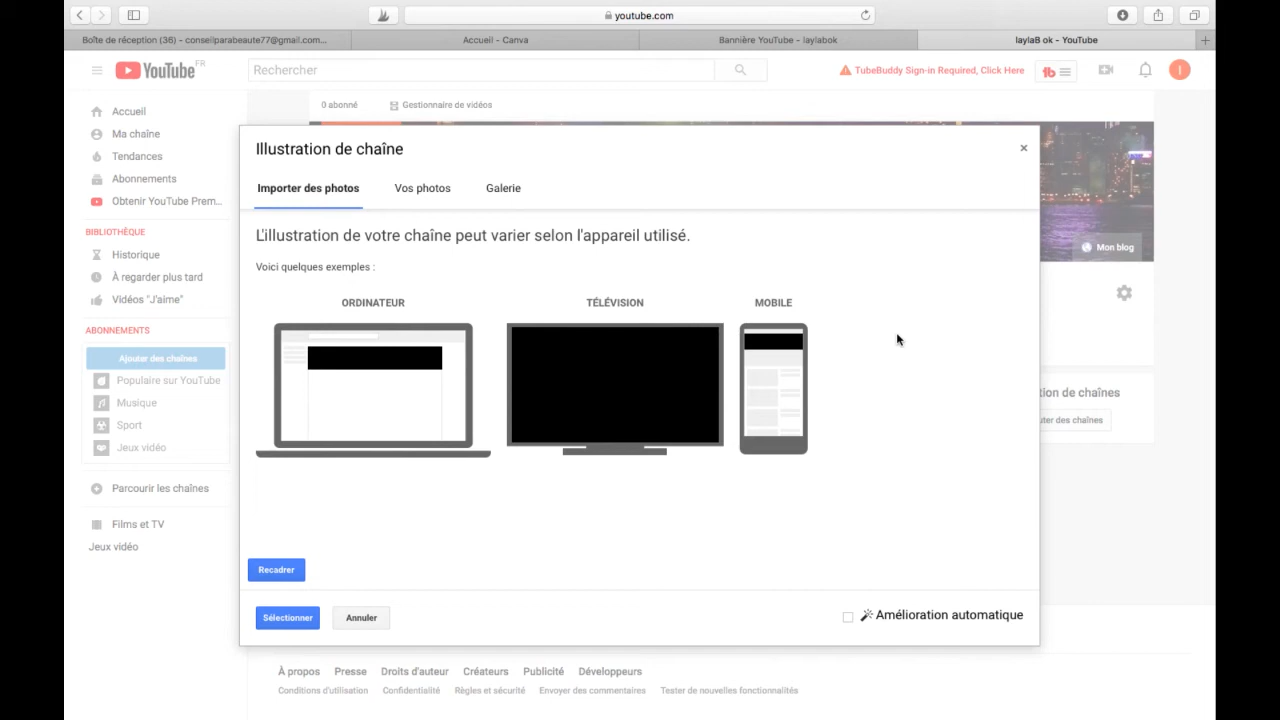 youtube.com
Boîte de réception (36) - conseilparabeaute77@gmail.com...
Accueil - Canva
Bannière YouTube - laylabok
laylaB ok - YouTube
YouTube FR
Rechercher
TubeBuddy Sign-in Required, Click Here
tb
I
Accueil
Ma chaîne
Tendances
Abonnements
Obtenir YouTube Prem...
BIBLIOTHÈQUE
Historique
À regarder plus tard
Vidéos "J'aime"
ABONNEMENTS
Ajouter des chaînes
Populaire sur YouTube
Musique
Sport
Jeux vidéo
Parcourir les chaînes
Films et TV
Jeux vidéo
0 abonné
Gestionnaire de vidéos
Mon blog
tion de chaînes
uter des chaînes
Illustration de chaîne
×
Importer des photos
Vos photos
Galerie
L'illustration de votre chaîne peut varier selon l'appareil utilisé.
Voici quelques exemples :
ORDINATEUR
TÉLÉVISION
MOBILE
Recadrer
Sélectionner
Annuler
Amélioration automatique
À propos
Presse
Droits d'auteur
Créateurs
Publicité
Développeurs
Conditions d'utilisation
Confidentialité
Règles et sécurité
Envoyer des commentaires
Tester de nouvelles fonctionnalités